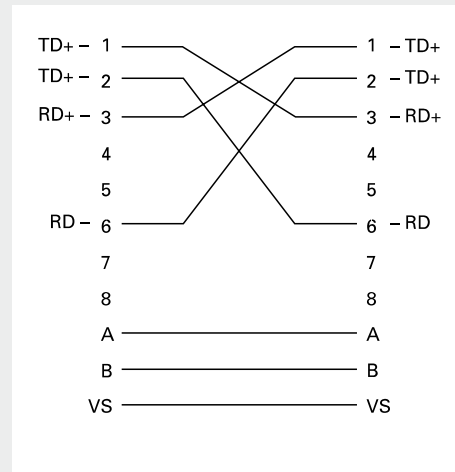 TD+ – 1 1 – TD+
TD+ – 2 2 – TD+
RD+ – 3 3 – RD+
4 4
5 5
RD – 6 6 – RD
7 7
8 8
A A
B B
VS VS